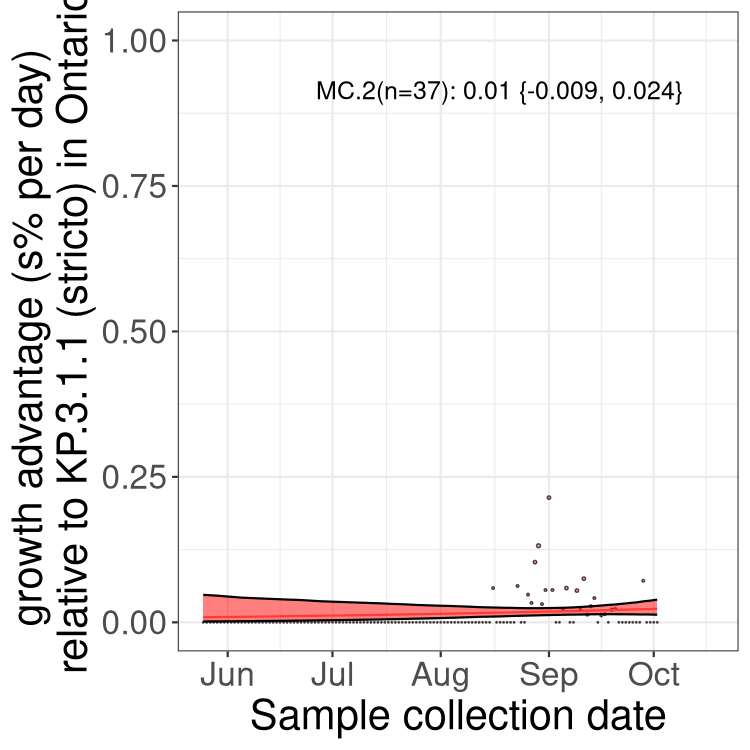 growth advantage (s% per day)
relative to KP.3.1.1 (stricto) in Ontario
1.00
0.75
0.50
0.25
0.00
MC.2(n=37): 0.01 {-0.009, 0.024}
Jun Jul Aug Sep Oct
Sample collection date